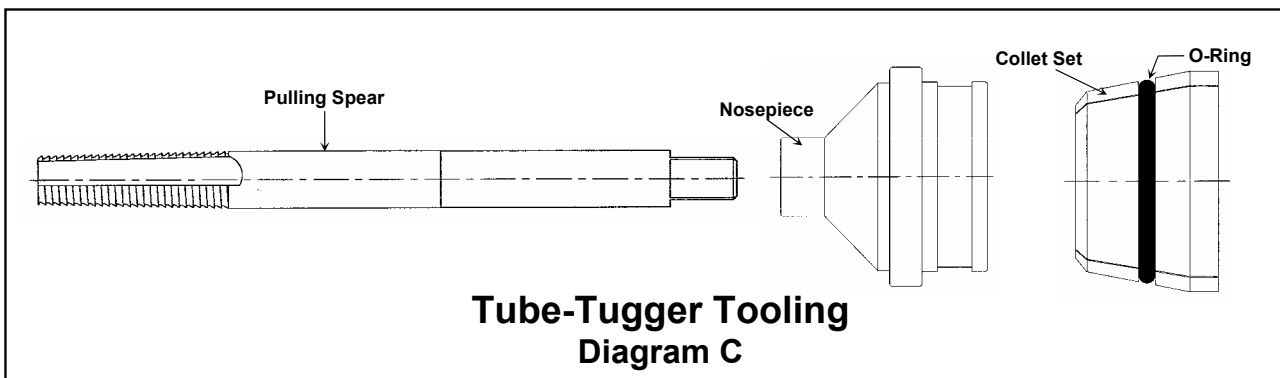 Pulling Spear
Nosepiece
Collet Set
O-Ring
Tube-Tugger Tooling
Diagram C